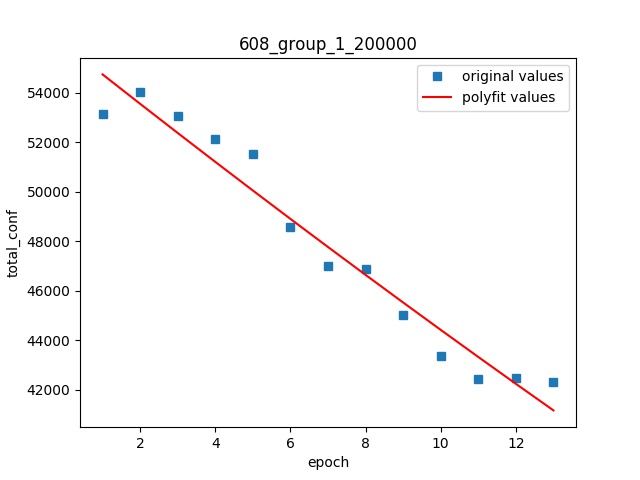 608_group_1_200000
original values
polyfit values
54000
52000
50000
48000
46000
44000
42000
total_conf
2 4 6 8 10 12
epoch